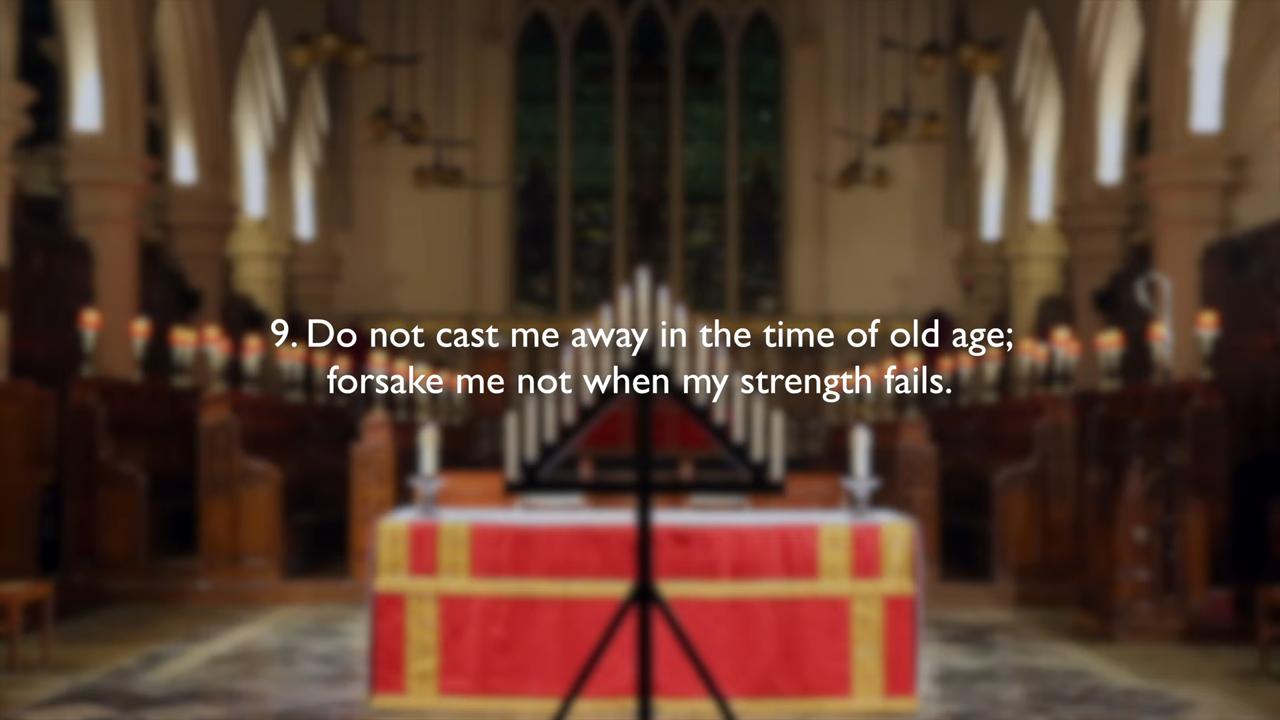 9. Do not cast me away in the time of old age;
forsake me not when my strength fails.